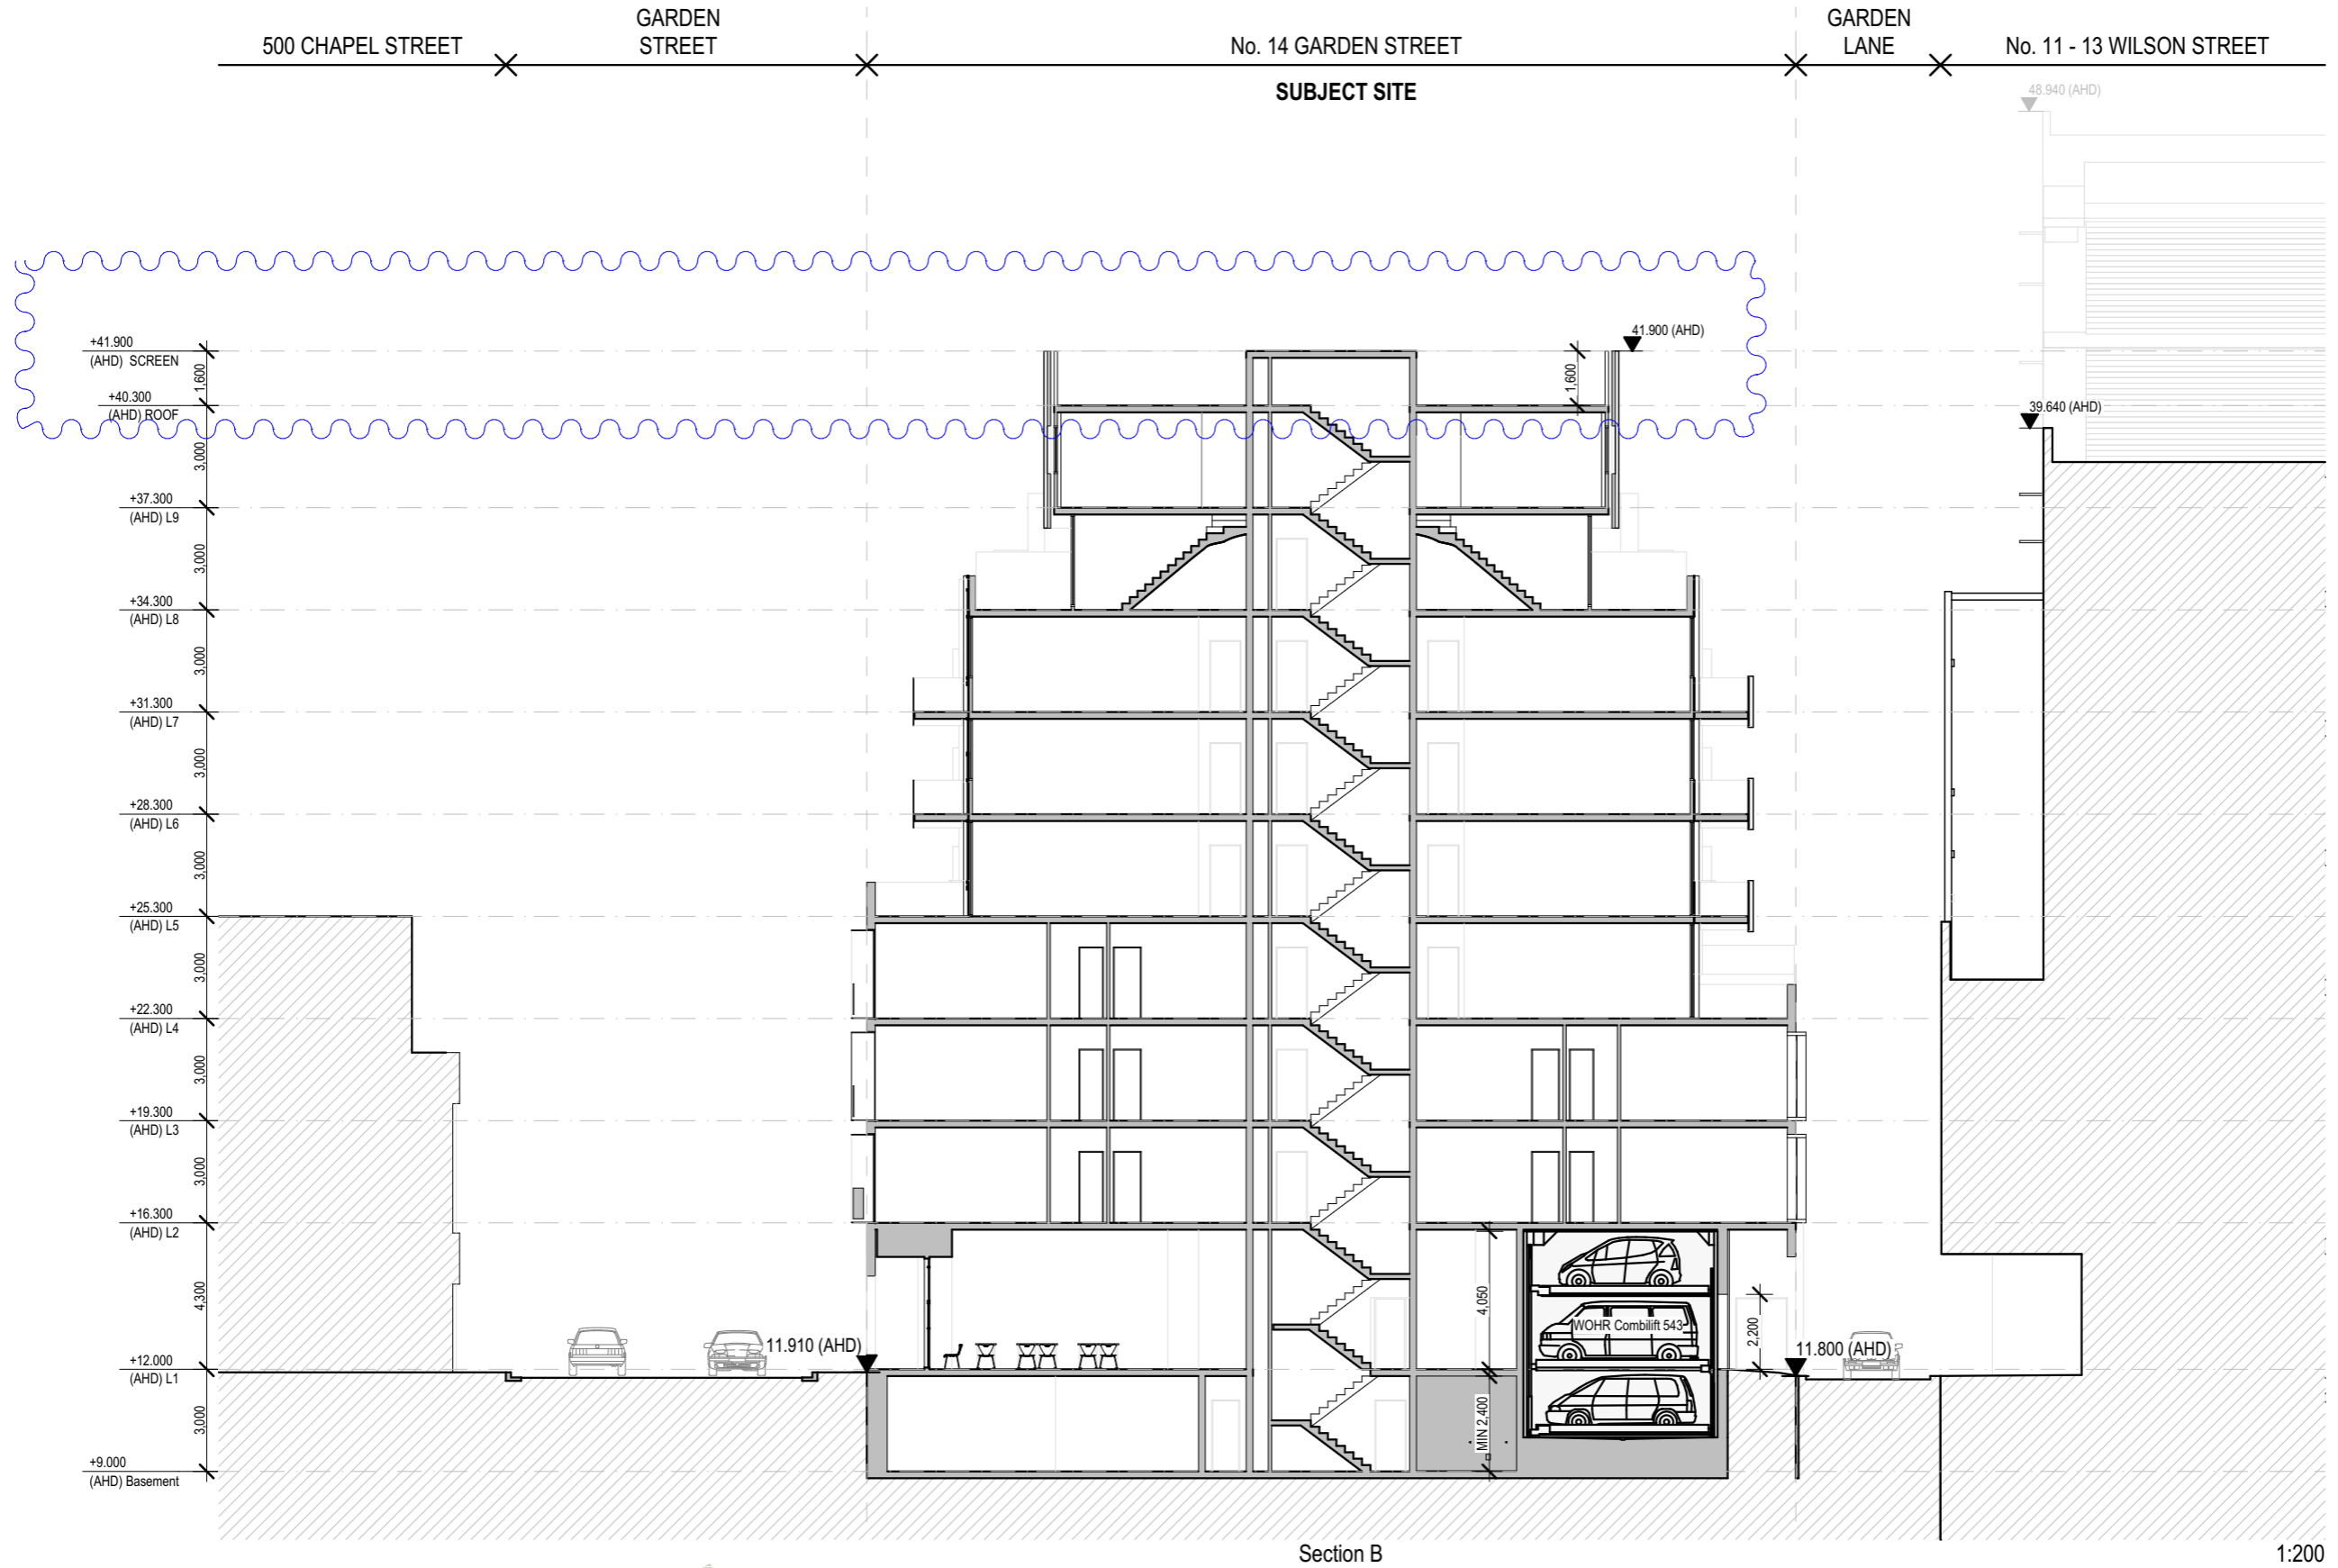 GARDEN
STREET
GARDEN
LANE
500 CHAPEL STREET
No. 14 GARDEN STREET
No. 11 - 13 WILSON STREET
SUBJECT SITE
48.940 (AHD)
+41.900
(AHD) SCREEN
41.900 (AHD)
1,600
1,600
+40.300
(AHD) ROOF
39.640 (AHD)
3,000
+37.300
(AHD) L9
3,000
+34.300
(AHD) L8
3,000
+31.300
(AHD) L7
3,000
+28.300
(AHD) L6
3,000
+25.300
(AHD) L5
3,000
+22.300
(AHD) L4
3,000
+19.300
(AHD) L3
3,000
+16.300
(AHD) L2
4,300
4,050
WOHR Combilift 543
2,200
11.910 (AHD)
11.800 (AHD)
+12.000
(AHD) L1
3,000
MIN 2,400
+9.000
(AHD) Basement
Section B
1:200